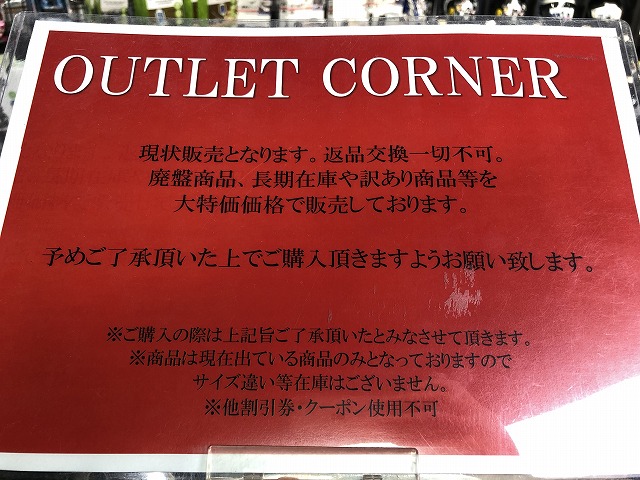 OUTLET CORNER
現状販売となります。返品交換一切不可。
廃盤商品、長期在庫や訳あり商品等を
大特価価格で販売しております。
予めご了承頂いた上でご購入頂きますようお願い致します。
※ご購入の際は上記旨ご了承頂いたとみなさせて頂きます。
※商品は現在出ている商品のみとなっておりますので
サイズ違い等在庫はございません。
※他割引券・クーポン使用不可